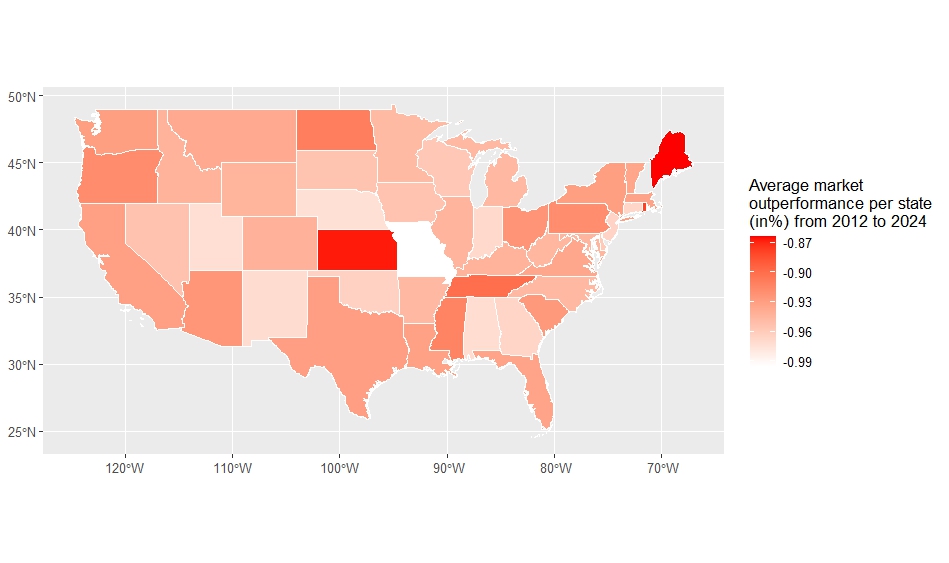 50°N
45°N
40°N
35°N
30°N
25°N
120°W
110°W
100°W
90°W
80°W
70°W
Average market
outperformance per state
(in%) from 2012 to 2024
-0.87
-0.90
-0.93
-0.96
-0.99